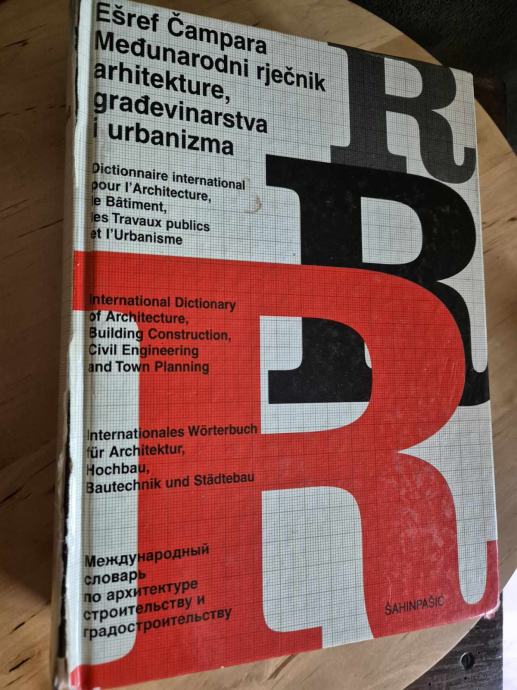 Ešref Čampara
Međunarodni rječnik
arhitekture,
građevinarstva
i urbanizma
Dictionnaire international
pour l'Architecture,
le Bâtiment,
les Travaux publics
et l'Urbanisme
International Dictionary
of Architecture,
Building Construction,
Civil Engineering
and Town Planning
Internationales Wörterbuch
für Architektur,
Hochbau,
Bautechnik und Städtebau
Международный
словарь
по архитектуре
строительству и
градостроительству
R
R
R
ŠAHINPAŠIĆ